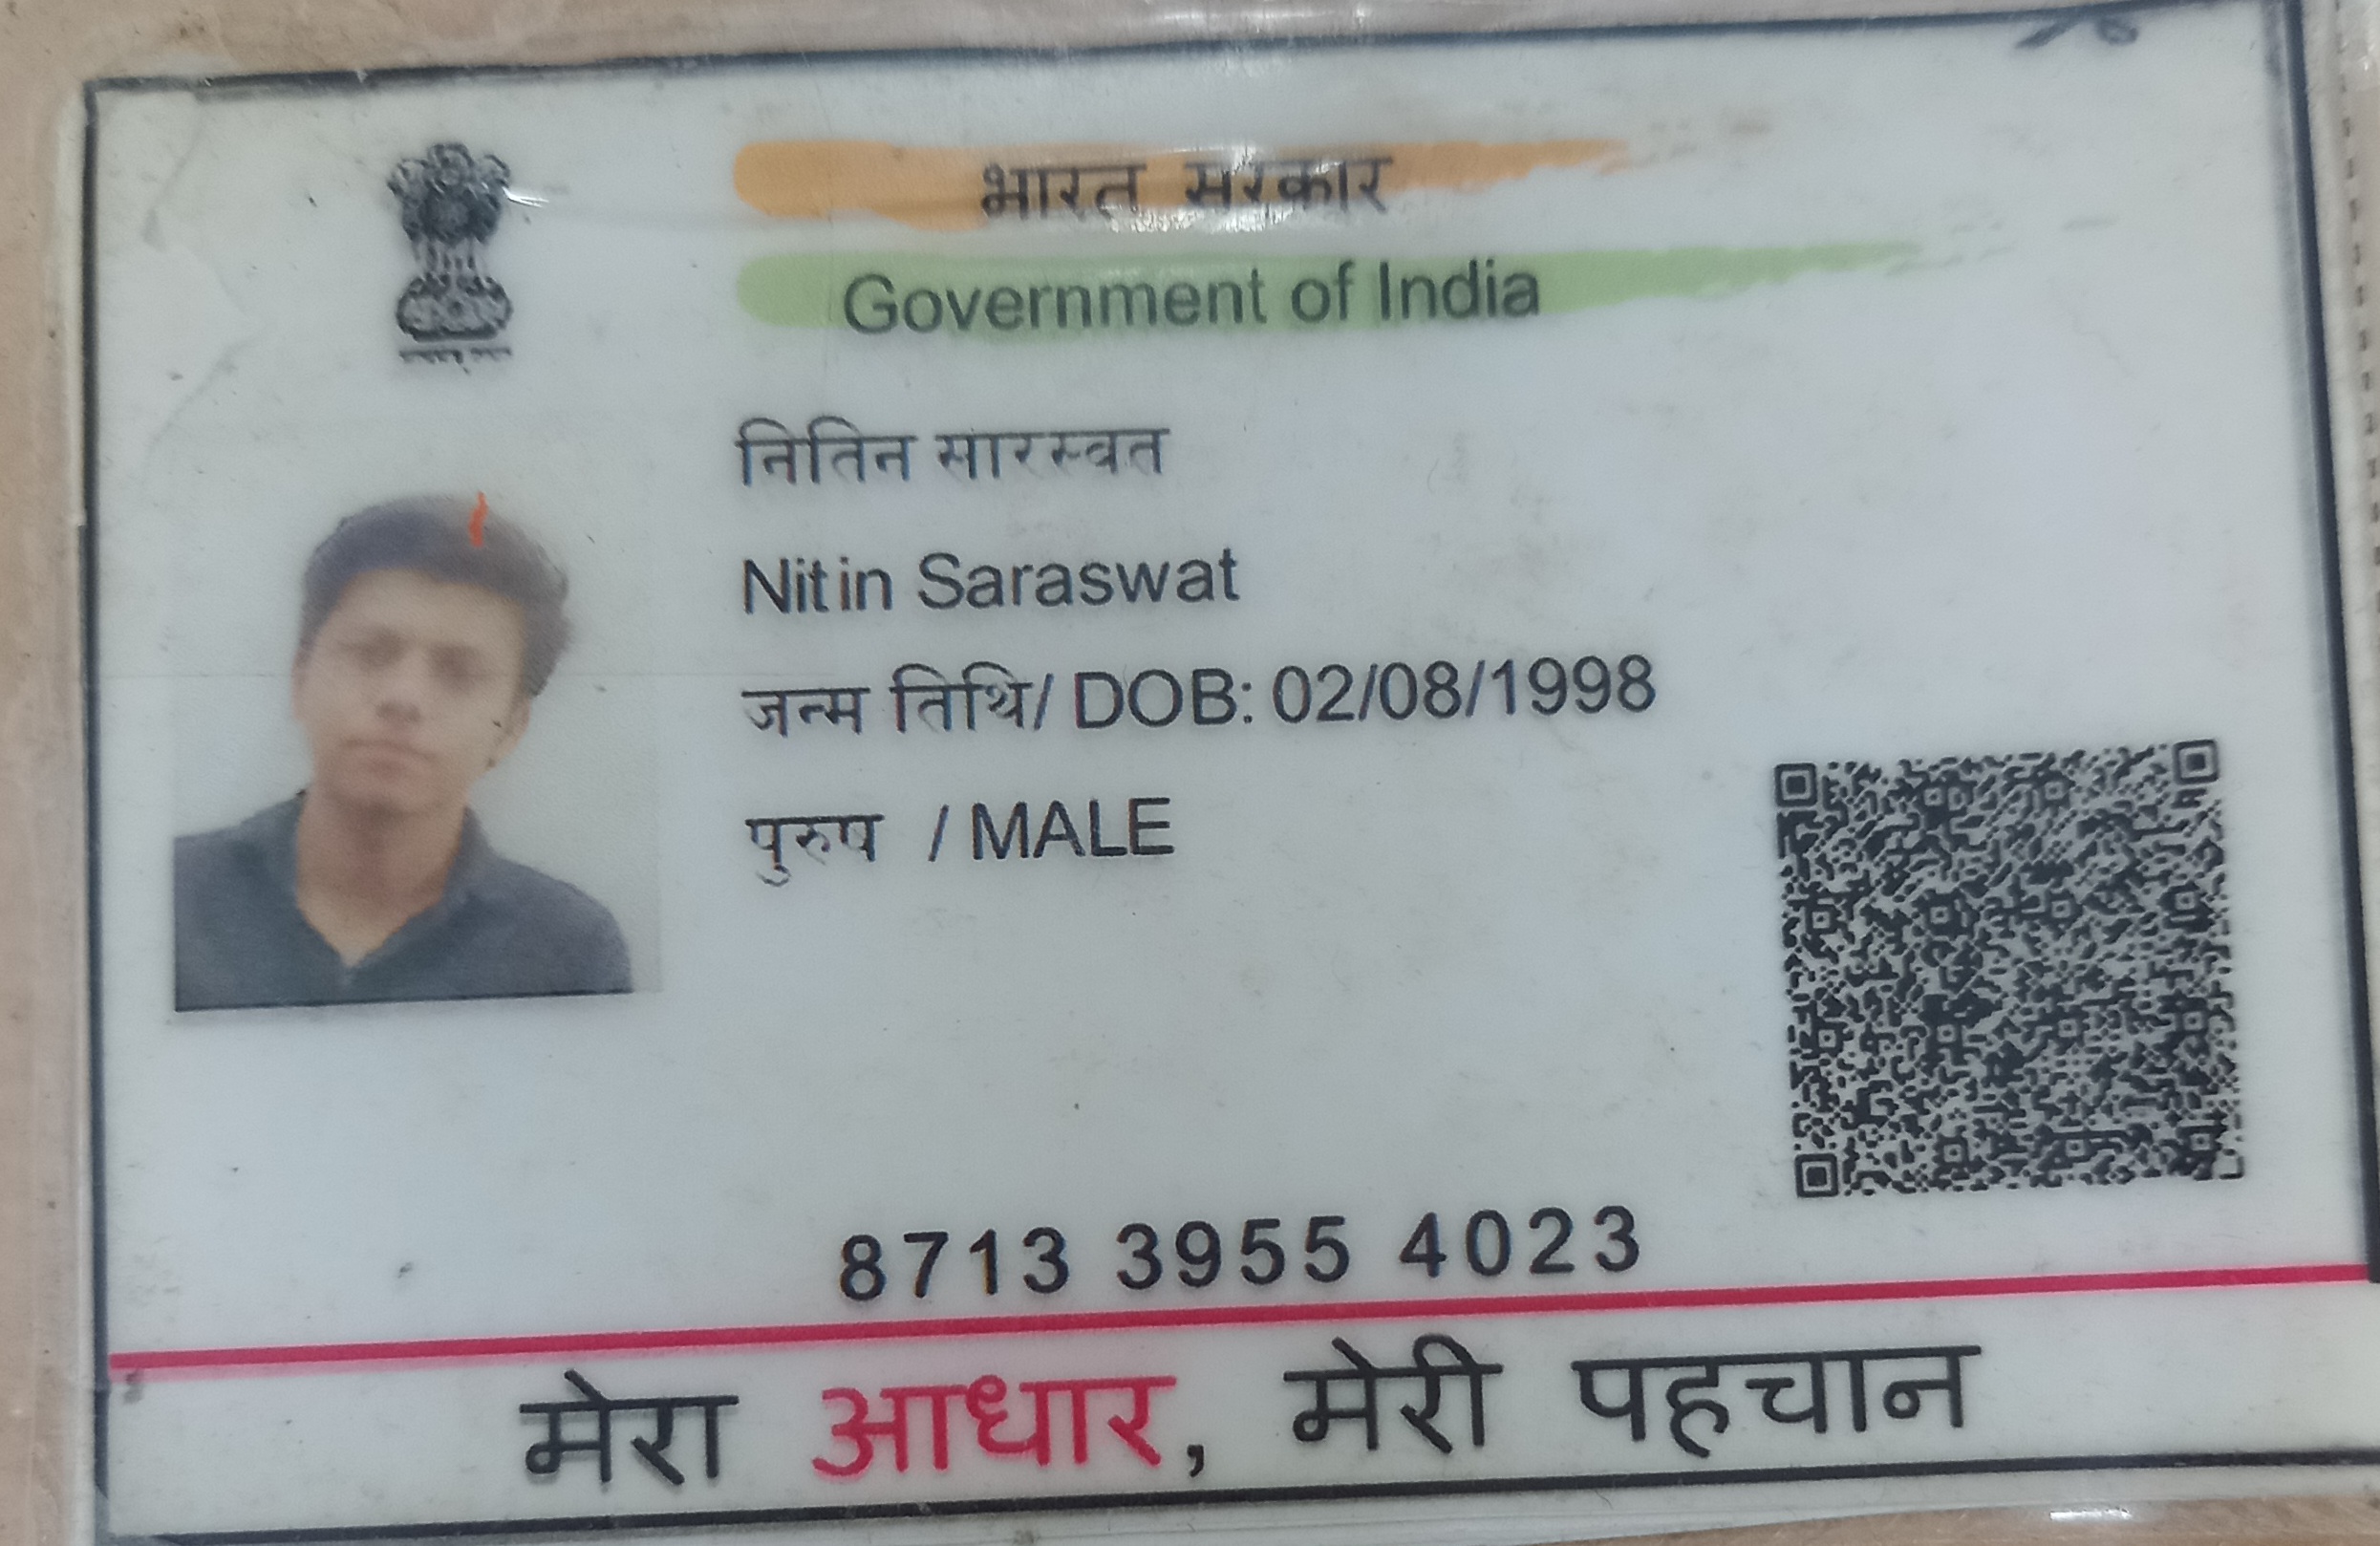 भारत सरकार
Government of India
नितिन सारस्वत
Nitin Saraswat
जन्म तिथि/ DOB: 02/08/1998
पुरुष / MALE
8713 3955 4023
मेरा आधार, मेरी पहचान